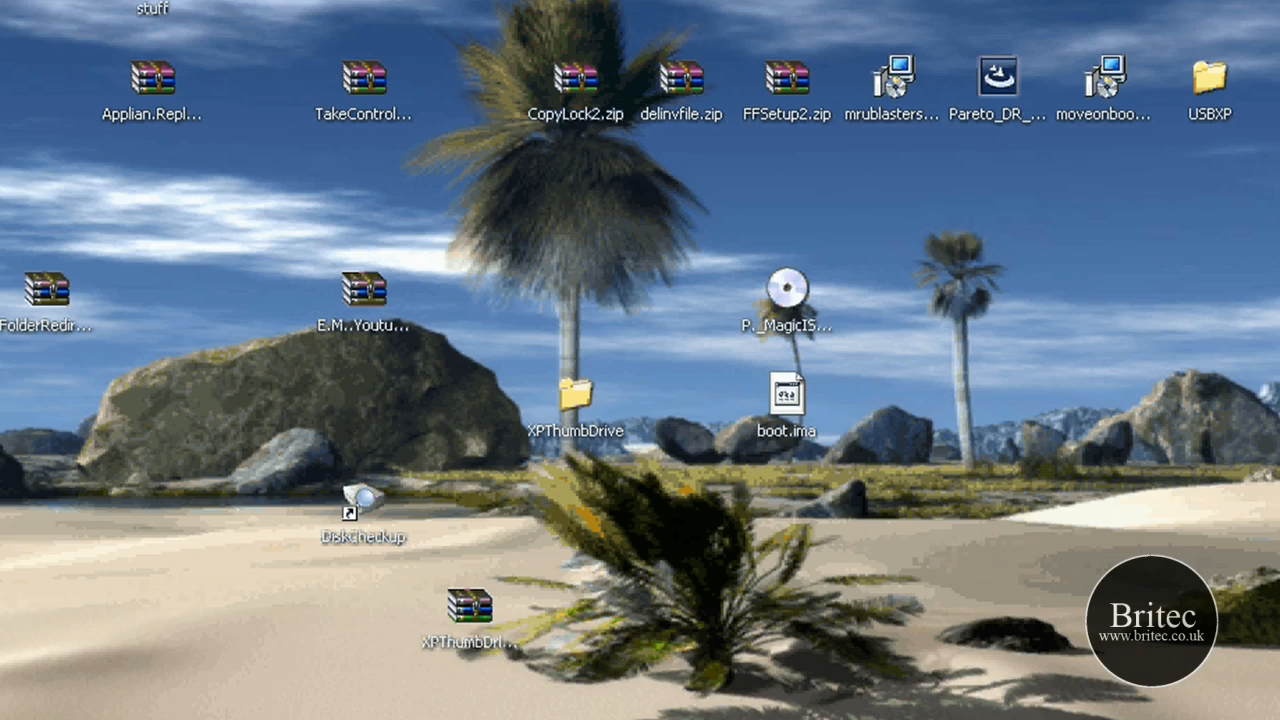 stuff
Applian.Repl...
TakeControl...
CopyLock2.zip
delinvfile.zip
FFSetup2.zip
mrublasters...
Pareto_DR_...
moveonboo...
USBXP
FolderRedir...
E.M..Youtu...
P._MagicIS...
XPThumbDrive
boot.ima
DiskCheckup
XPThumbDri...
Britec
www.britec.co.uk